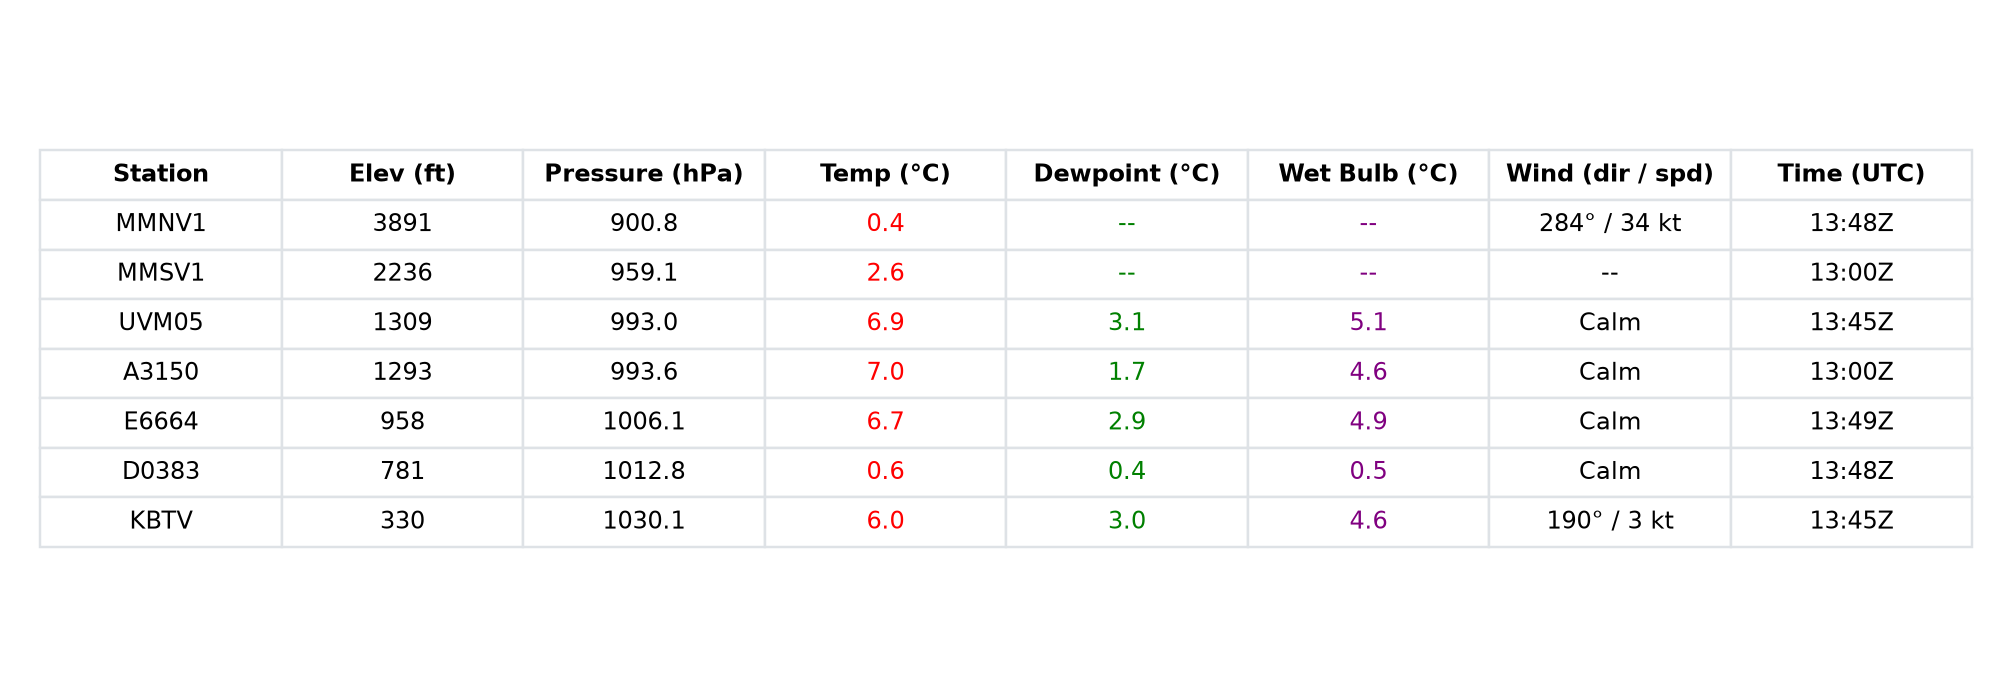 Station Elev (ft) Pressure (hPa) Temp (°C) Dewpoint (°C) Wet Bulb (°C) Wind (dir / spd) Time (UTC)
MMNV1 3891 900.8 0.4 -- -- 284° / 34 kt 13:48Z
MMSV1 2236 959.1 2.6 -- -- -- 13:00Z
UVM05 1309 993.0 6.9 3.1 5.1 Calm 13:45Z
A3150 1293 993.6 7.0 1.7 4.6 Calm 13:00Z
E6664 958 1006.1 6.7 2.9 4.9 Calm 13:49Z
D0383 781 1012.8 0.6 0.4 0.5 Calm 13:48Z
KBTV 330 1030.1 6.0 3.0 4.6 190° / 3 kt 13:45Z